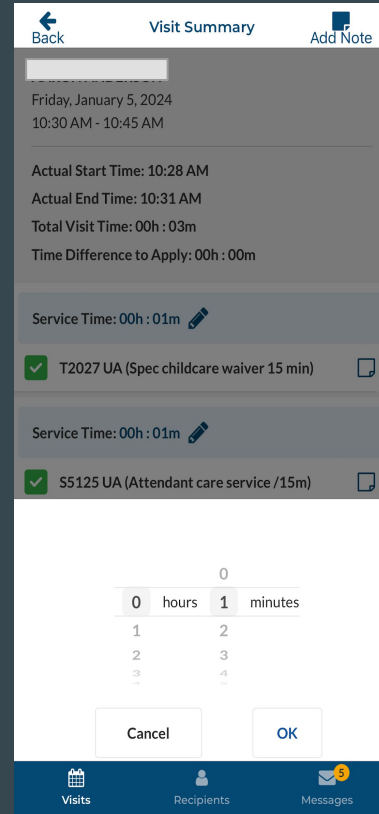 Back
Visit Summary
Add Note
Friday, January 5, 2024
10:30 AM - 10:45 AM
Actual Start Time: 10:28 AM
Actual End Time: 10:31 AM
Total Visit Time: 00h : 03m
Time Difference to Apply: 00h : 00m
Service Time: 00h : 01m
T2027 UA (Spec childcare waiver 15 min)
Service Time: 00h : 01m
S5125 UA (Attendant care service /15m)
0
0 hours 1 minutes
1 2
2 3
3 4
Cancel OK
5
Visits Recipients Messages